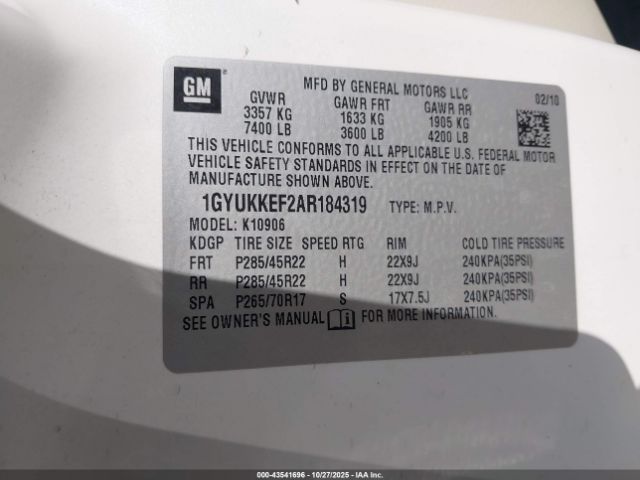 GM
MFD BY GENERAL MOTORS LLC
02/10
GVWR GAWR FRT GAWR RR
3357 KG 1633 KG 1905 KG
7400 LB 3600 LB 4200 LB
THIS VEHICLE CONFORMS TO ALL APPLICABLE U.S. FEDERAL MOTOR
VEHICLE SAFETY STANDARDS IN EFFECT ON THE DATE OF
MANUFACTURE SHOWN ABOVE.
1GYUKKEF2AR184319 TYPE: M.P.V.
MODEL: K10906
KDGP TIRE SIZE SPEED RTG RIM COLD TIRE PRESSURE
FRT P285/45R22 H 22X9J 240KPA(35PSI)
RR P285/45R22 H 22X9J 240KPA(35PSI)
SPA P265/70R17 S 17X7.5J 240KPA(35PSI)
SEE OWNER'S MANUAL FOR MORE INFORMATION.
000-43541696 - 10/27/2025 - IAA Inc.